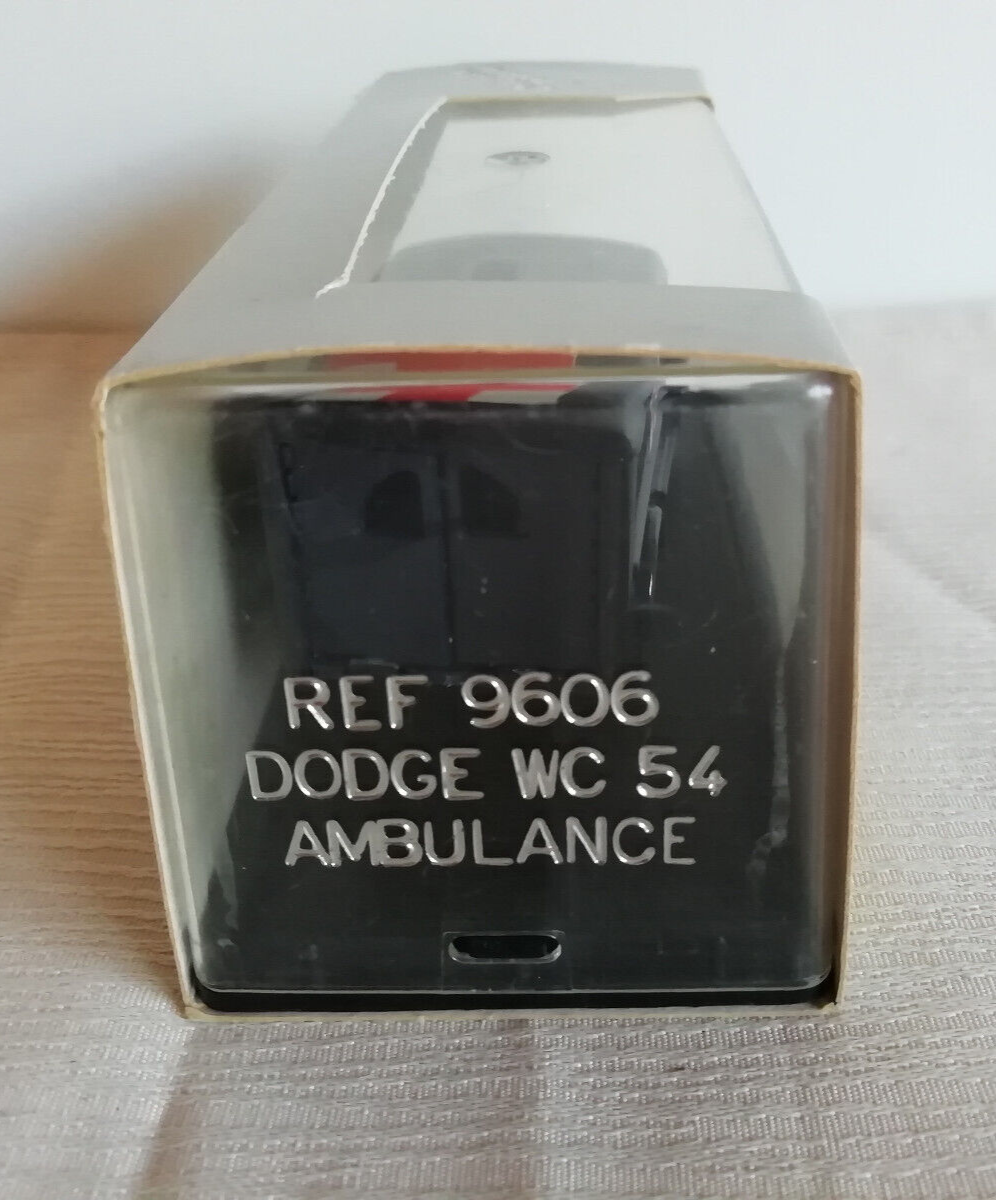 REF 9606
DODGE WC 54
AMBULANCE